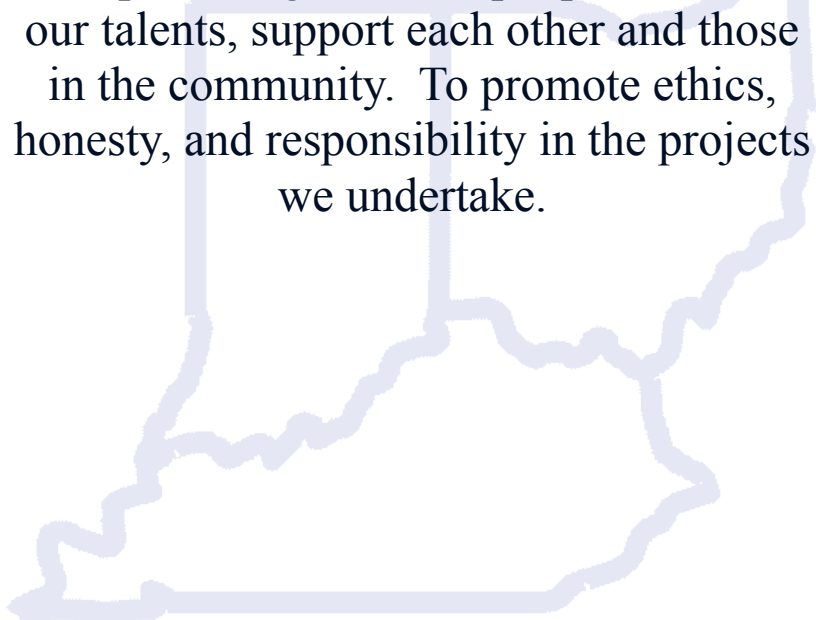 our talents, support each other and those
in the community.  To promote ethics,
honesty, and responsibility in the projects
we undertake.